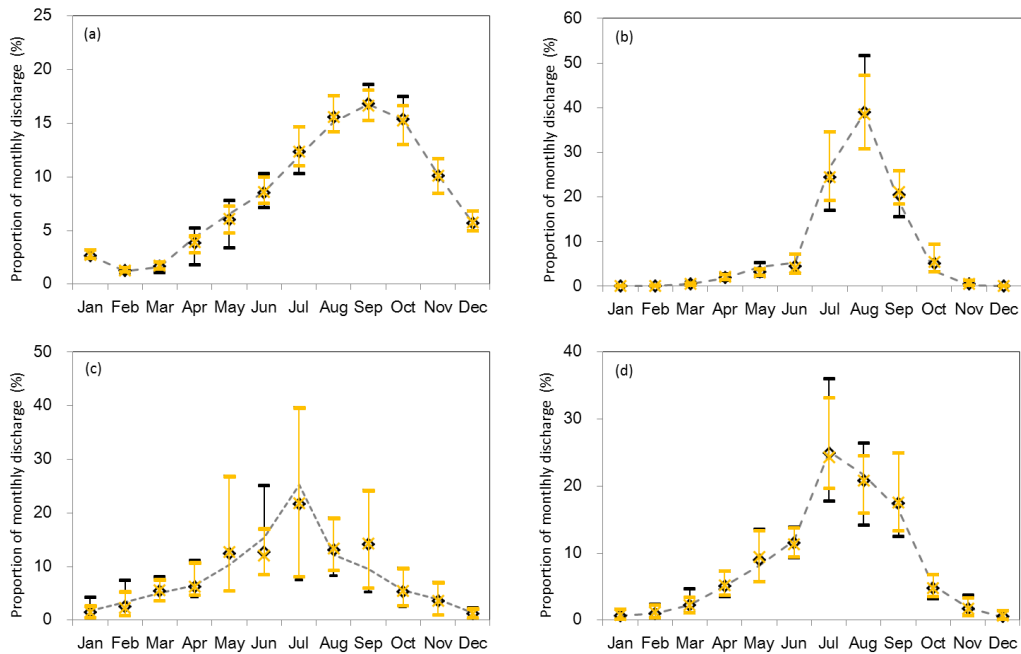 (a)
Proportion of montlhly discharge (%)
25
20
15
10
5
0
Jan Feb Mar Apr May Jun Jul Aug Sep Oct Nov Dec
(b)
Proportion of montlhly discharge (%)
60
50
40
30
20
10
0
Jan Feb Mar Apr May Jun Jul Aug Sep Oct Nov Dec
(c)
Proportion of montlhly discharge (%)
50
40
30
20
10
0
Jan Feb Mar Apr May Jun Jul Aug Sep Oct Nov Dec
(d)
Proportion of montlhly discharge (%)
40
30
20
10
0
Jan Feb Mar Apr May Jun Jul Aug Sep Oct Nov Dec